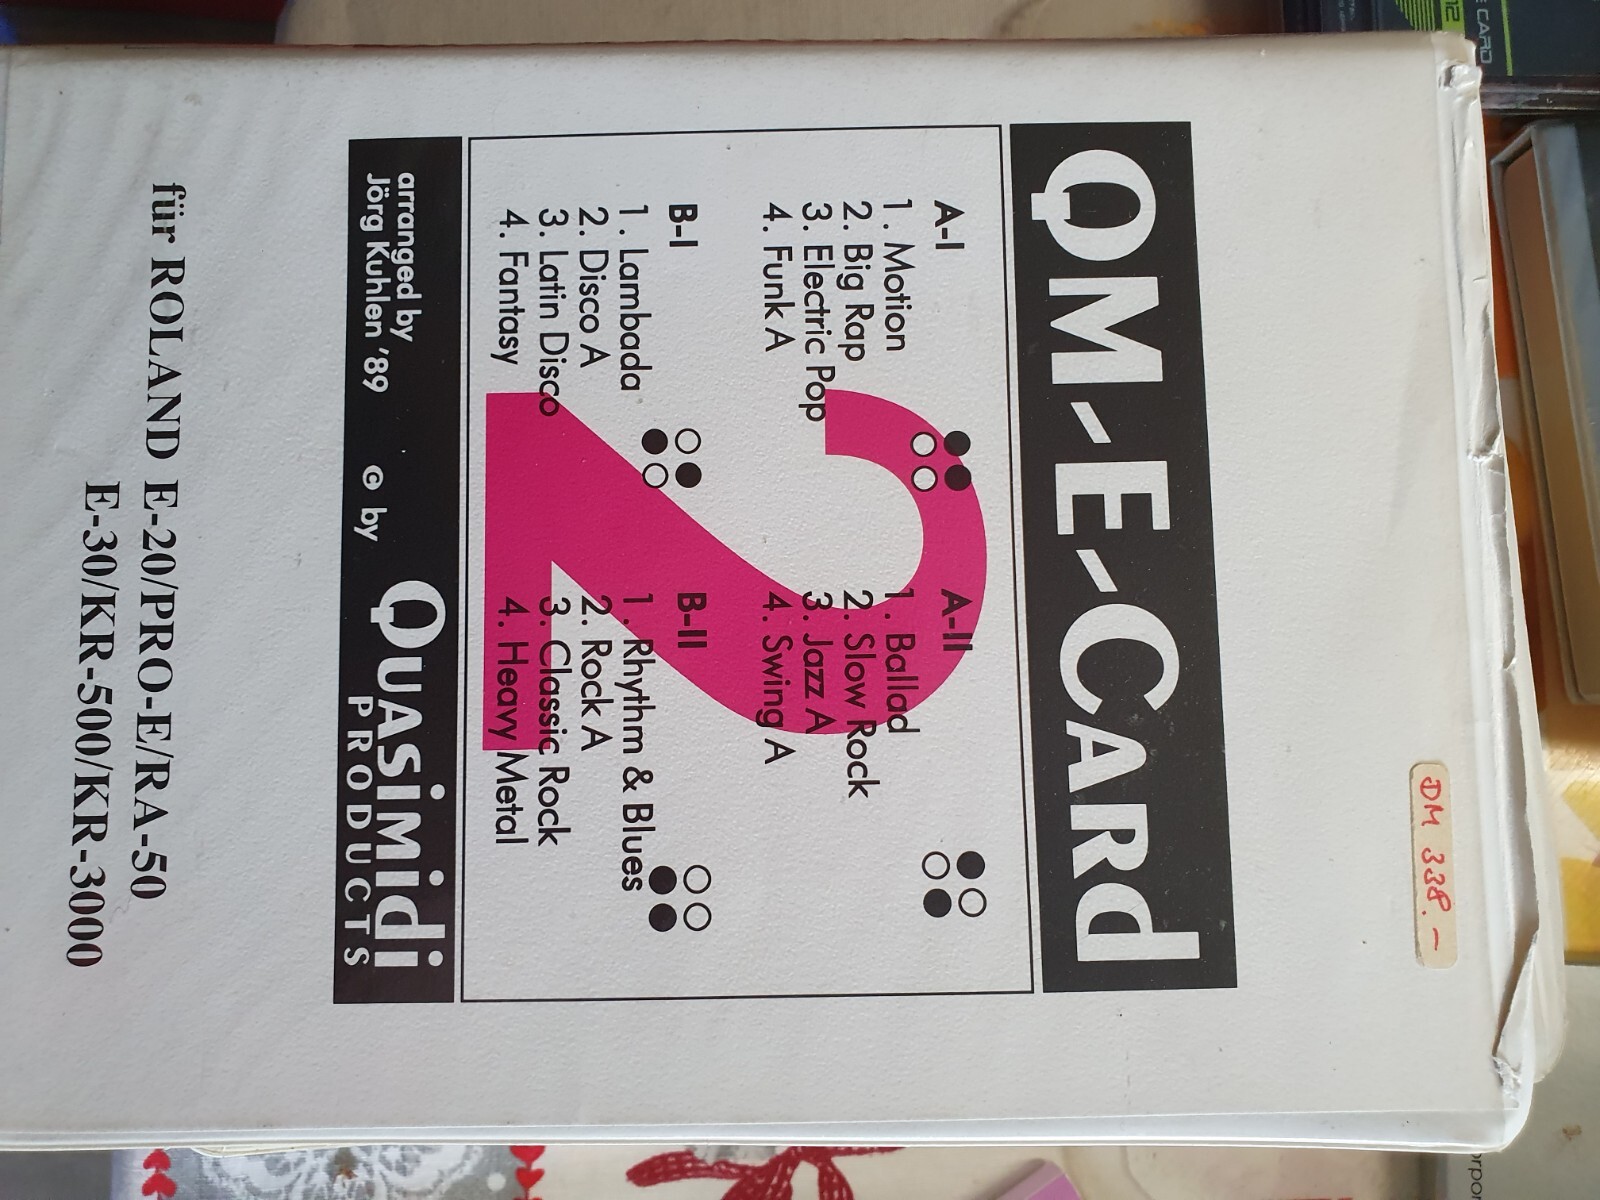 DM 338.-
QM-E-CARd
A-I
1. Motion
2. Big Rap
3. Electric Pop
4. Funk A
A-II
1. Ballad
2. Slow Rock
3. Jazz A
4. Swing A
B-I
1. Lambada
2. Disco A
3. Latin Disco
4. Fantasy
B-II
1. Rhythm & Blues
2. Rock A
3. Classic Rock
4. Heavy Metal
2
arranged by
Jörg Kuhlen '89
© by
QUASiMidi
PRODUCTS
für ROLAND E-20/PRO-E/RA-50
E-30/KR-500/KR-3000
CARD